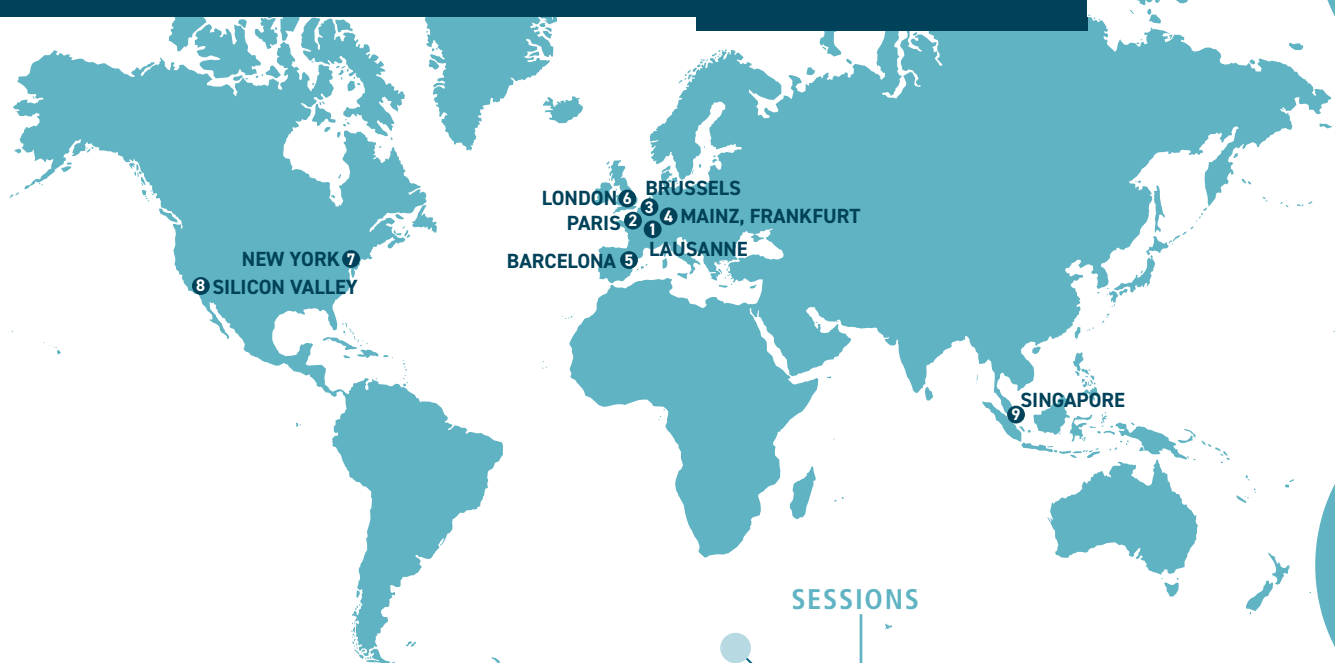 BRUSSELS
LONDON 6
3
4 MAINZ, FRANKFURT
PARIS 2
1
LAUSANNE
NEW YORK 7
BARCELONA 5
8 SILICON VALLEY
SINGAPORE
9
SESSIONS